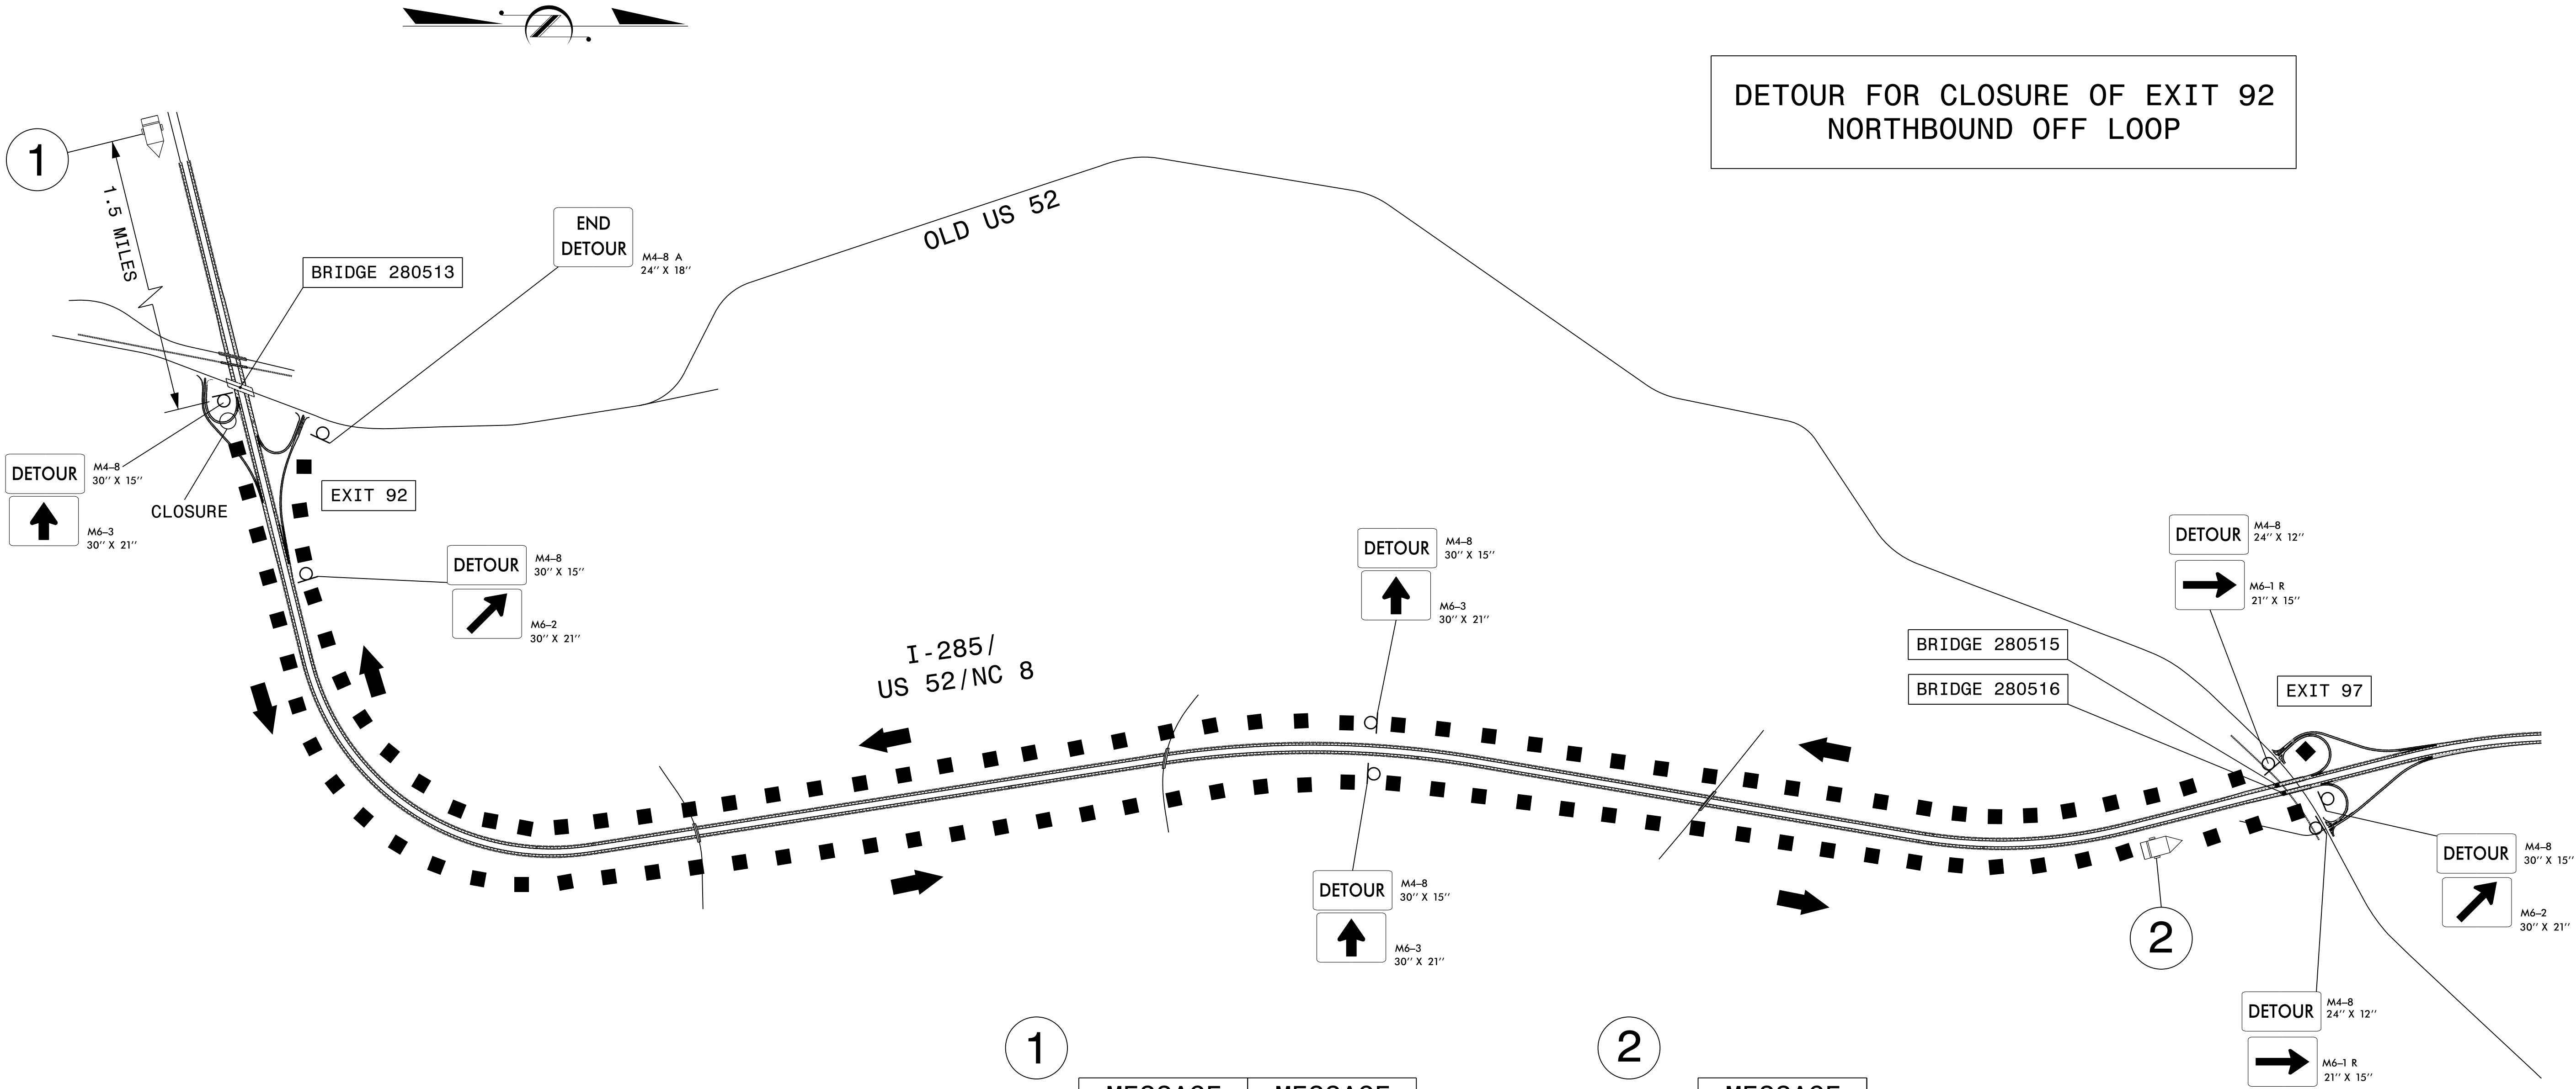 DETOUR FOR CLOSURE OF EXIT 92
NORTHBOUND OFF LOOP
1
1.5 MILES
BRIDGE 280513
END
DETOUR
M4-8 A
24'' X 18''
OLD US 52
DETOUR
M4-8
30'' X 15''
M6-3
30'' X 21''
CLOSURE
EXIT 92
DETOUR
M4-8
30'' X 15''
M6-2
30'' X 21''
I-285/
US 52/NC 8
DETOUR
M4-8
30'' X 15''
M6-3
30'' X 21''
DETOUR
M4-8
30'' X 15''
M6-3
30'' X 21''
DETOUR
M4-8
24'' X 12''
M6-1 R
21'' X 15''
BRIDGE 280515
BRIDGE 280516
EXIT 97
DETOUR
M4-8
30'' X 15''
M6-2
30'' X 21''
2
DETOUR
M4-8
24'' X 12''
M6-1 R
21'' X 15''
1
MESSAGE MESSAGE
2
MESSAGE